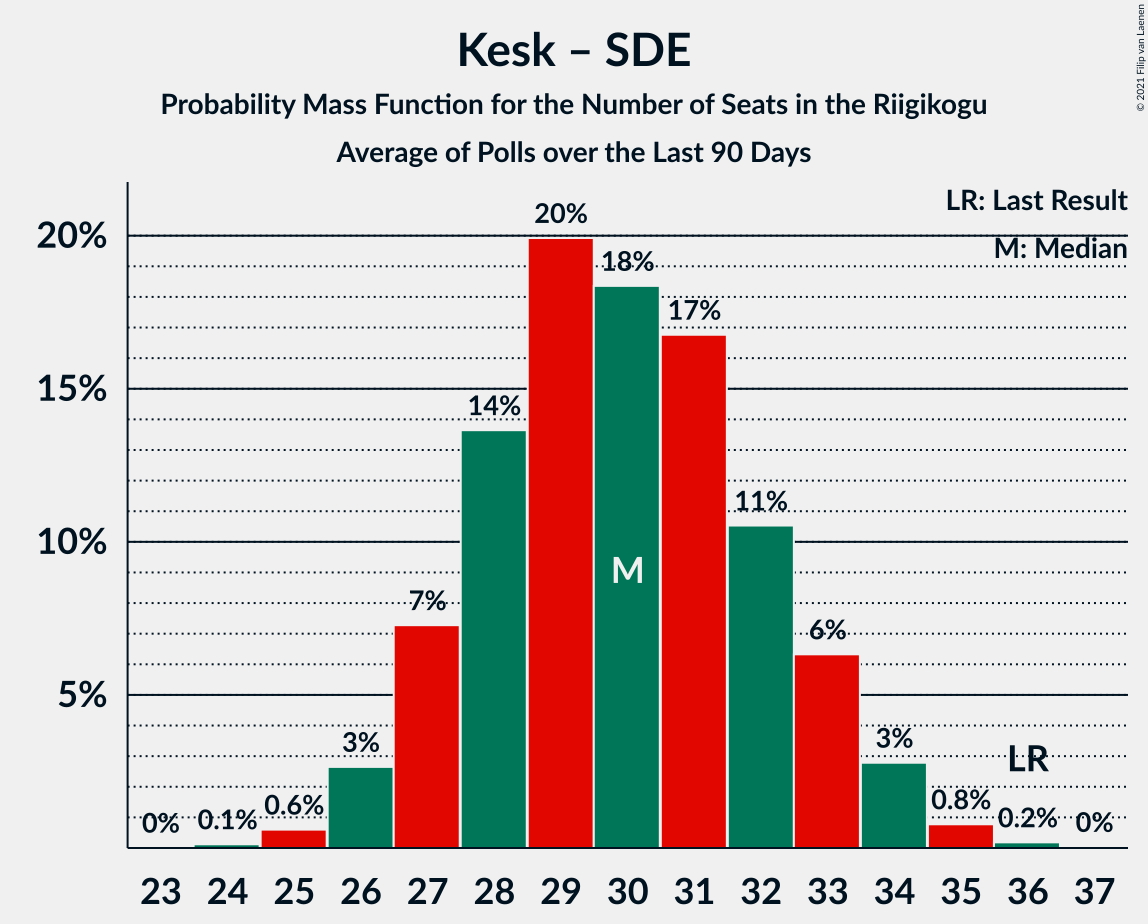 Kesk – SDE
Probability Mass Function for the Number of Seats in the Riigikogu
Average of Polls over the Last 90 Days
© 2021 Filip van Laenen
LR: Last Result
M: Median
20%
15%
10%
5%
0%
0.1%
0.6%
3%
7%
14%
20%
18%
17%
11%
6%
3%
0.8%
0.2%
0%
M
LR
23 24 25 26 27 28 29 30 31 32 33 34 35 36 37